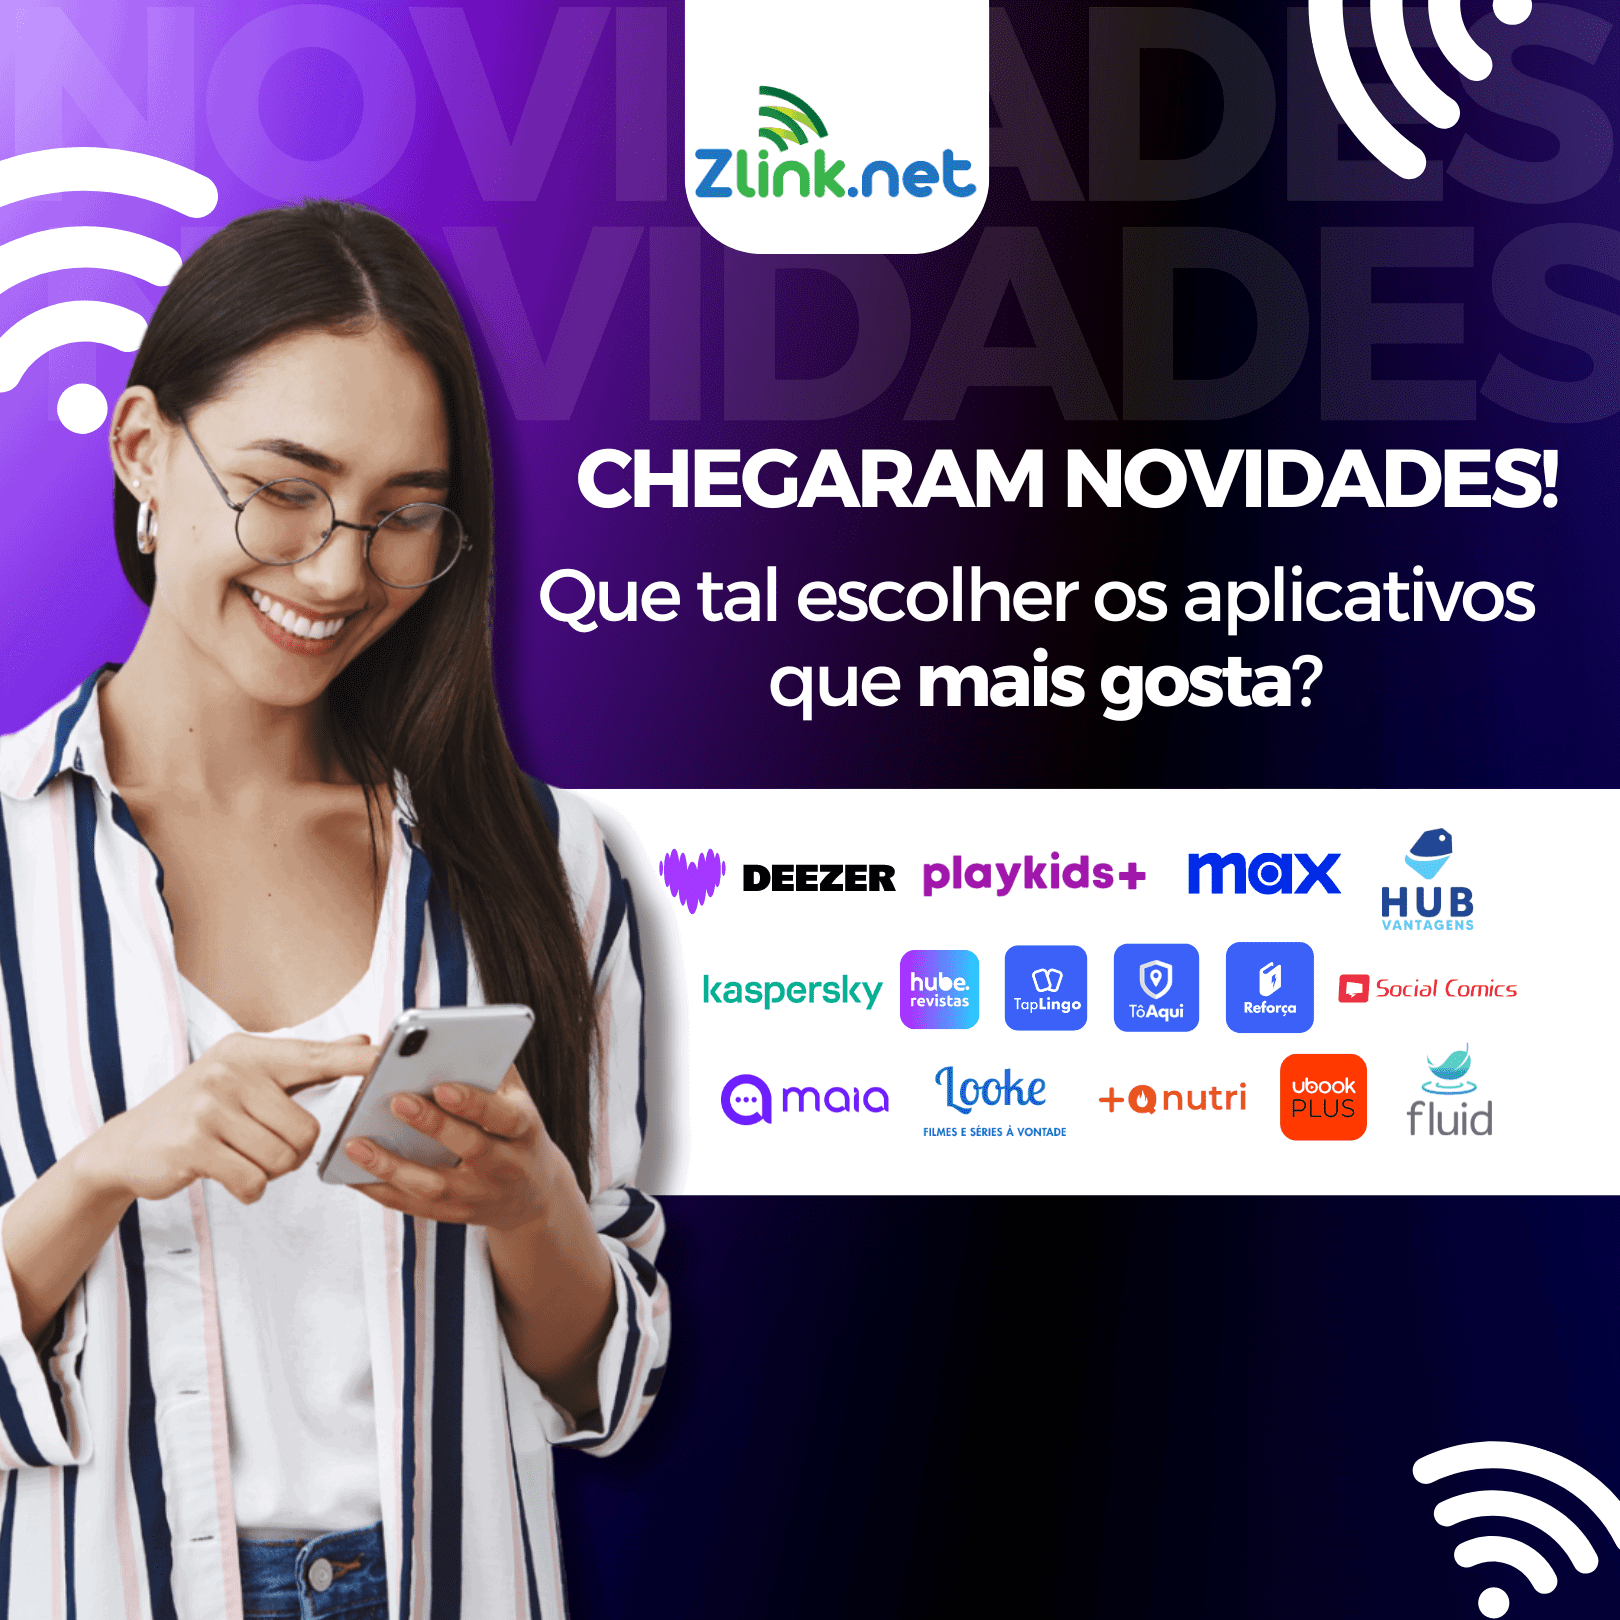 NOVIDADES
NOVIDADES
Zlink.net
CHEGARAM NOVIDADES!
Que tal escolher os aplicativos
que mais gosta?
DEEZER
playkids+
max
HUB
VANTAGENS
kaspersky
hube.
revistas
TapLingo
TôAqui
Reforça
Social Comics
maia
Looke
FILMES E SÉRIES À VONTADE
+Qnutri
ubook
PLUS
fluid